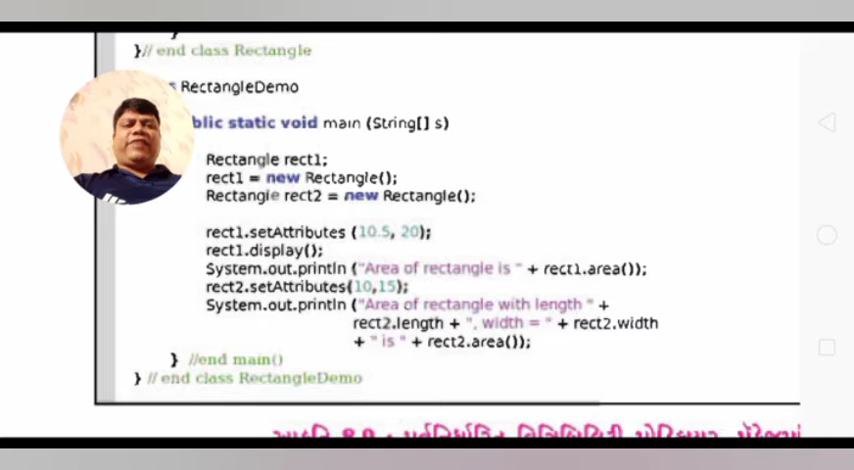 }// end class Rectangle
RectangleDemo
blic static void main (String[] s)
Rectangle rect1;
rect1 = new Rectangle();
Rectangle rect2 = new Rectangle();
rect1.setAttributes (10.5, 20);
rect1.display();
System.out.println ("Area of rectangle is " + rect1.area());
rect2.setAttributes(10,15);
System.out.println ("Area of rectangle with length " +
rect2.length + ", width = " + rect2.width
+ " is " + rect2.area());
} //end main()
} // end class RectangleDemo